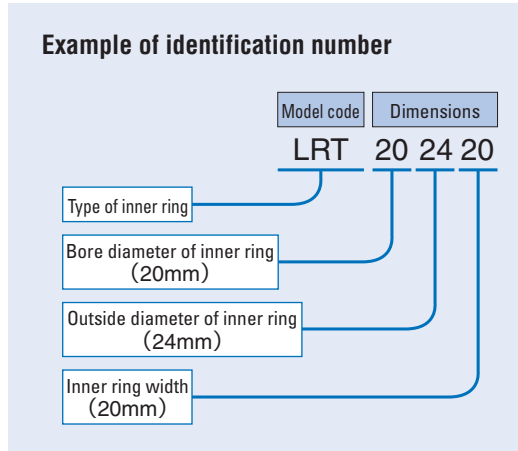 Example of identification number
Model code Dimensions
LRT 20 24 20
Type of inner ring
Bore diameter of inner ring
(20mm)
Outside diameter of inner ring
(24mm)
Inner ring width
(20mm)